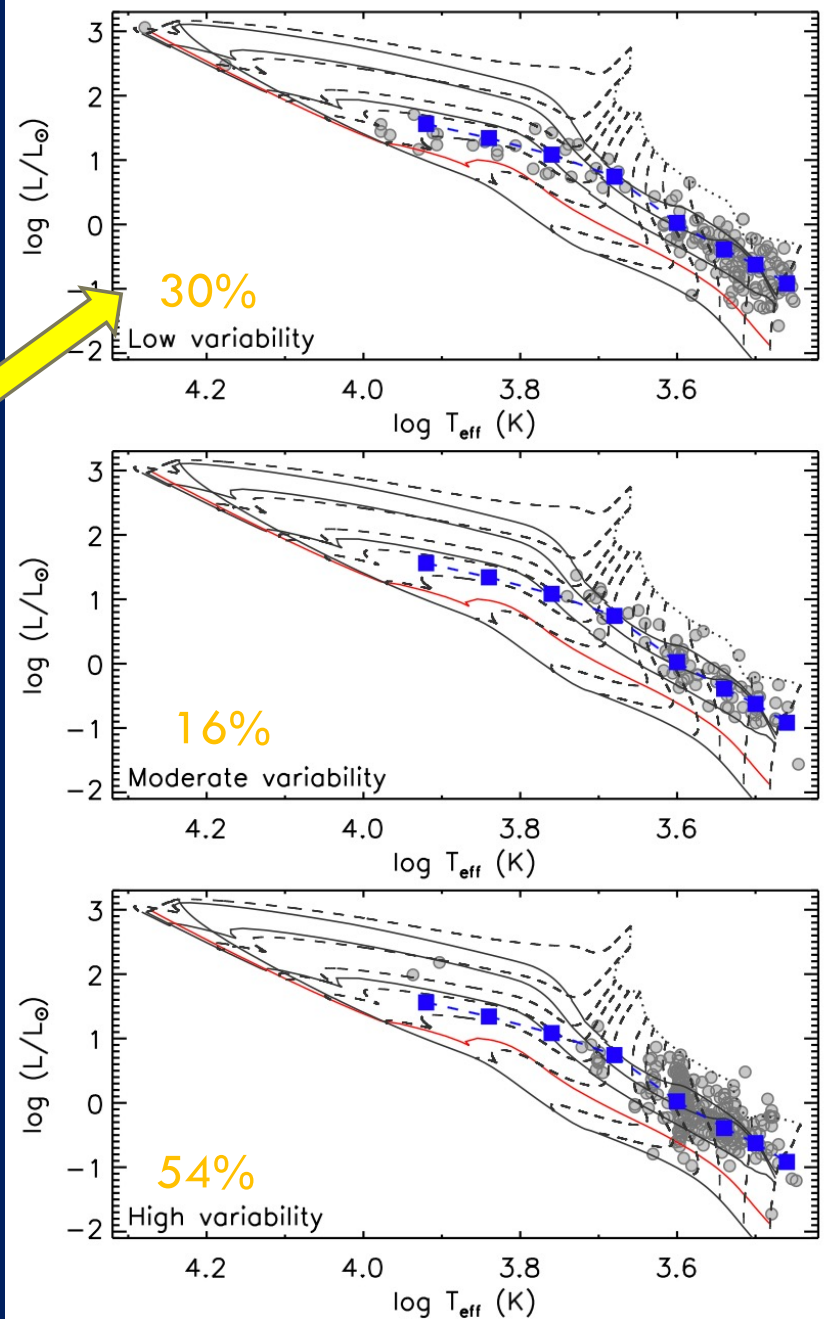 3
2
1
0
−1
−2
log (L/L☉)
30%
Low variability
4.2 4.0 3.8 3.6
log Teff (K)
3
2
1
0
−1
−2
log (L/L☉)
16%
Moderate variability
4.2 4.0 3.8 3.6
log Teff (K)
3
2
1
0
−1
−2
log (L/L☉)
54%
High variability
4.2 4.0 3.8 3.6
log Teff (K)